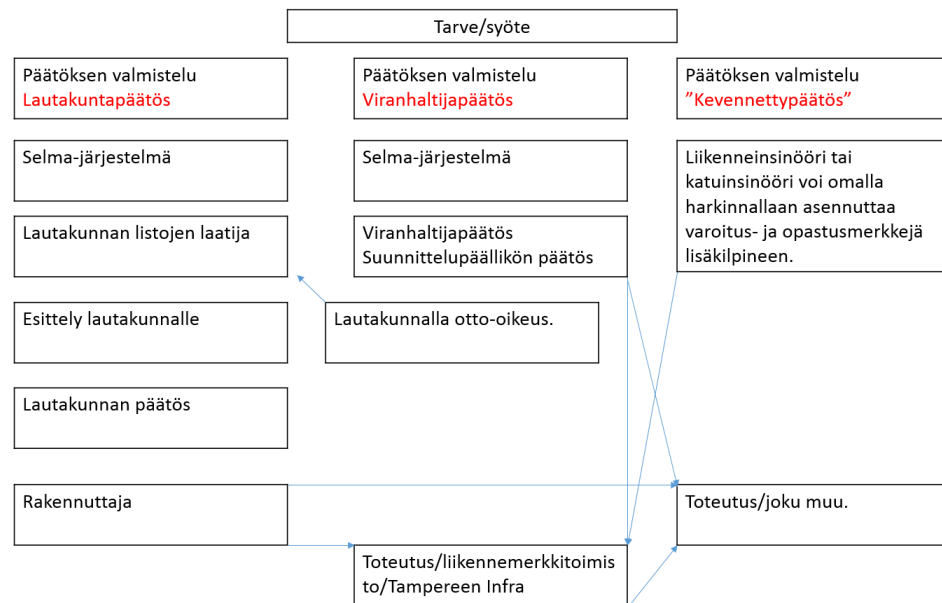 Tarve/syöte
Päätöksen valmistelu
Lautakuntapäätös
Päätöksen valmistelu
Viranhaltijapäätös
Päätöksen valmistelu
”Kevennettypäätös”
Selma-järjestelmä
Selma-järjestelmä
Liikenneinsinööri tai
katuinsinööri voi omalla
harkinnallaan asennuttaa
varoitus- ja opastusmerkkejä
lisäkilpineen.
Lautakunnan listojen laatija
Viranhaltijapäätös
Suunnittelupäällikön päätös
Esittely lautakunnalle
Lautakunnalla otto-oikeus.
Lautakunnan päätös
Rakennuttaja
Toteutus/joku muu.
Toteutus/liikennemerkkitoimis
to/Tampereen Infra